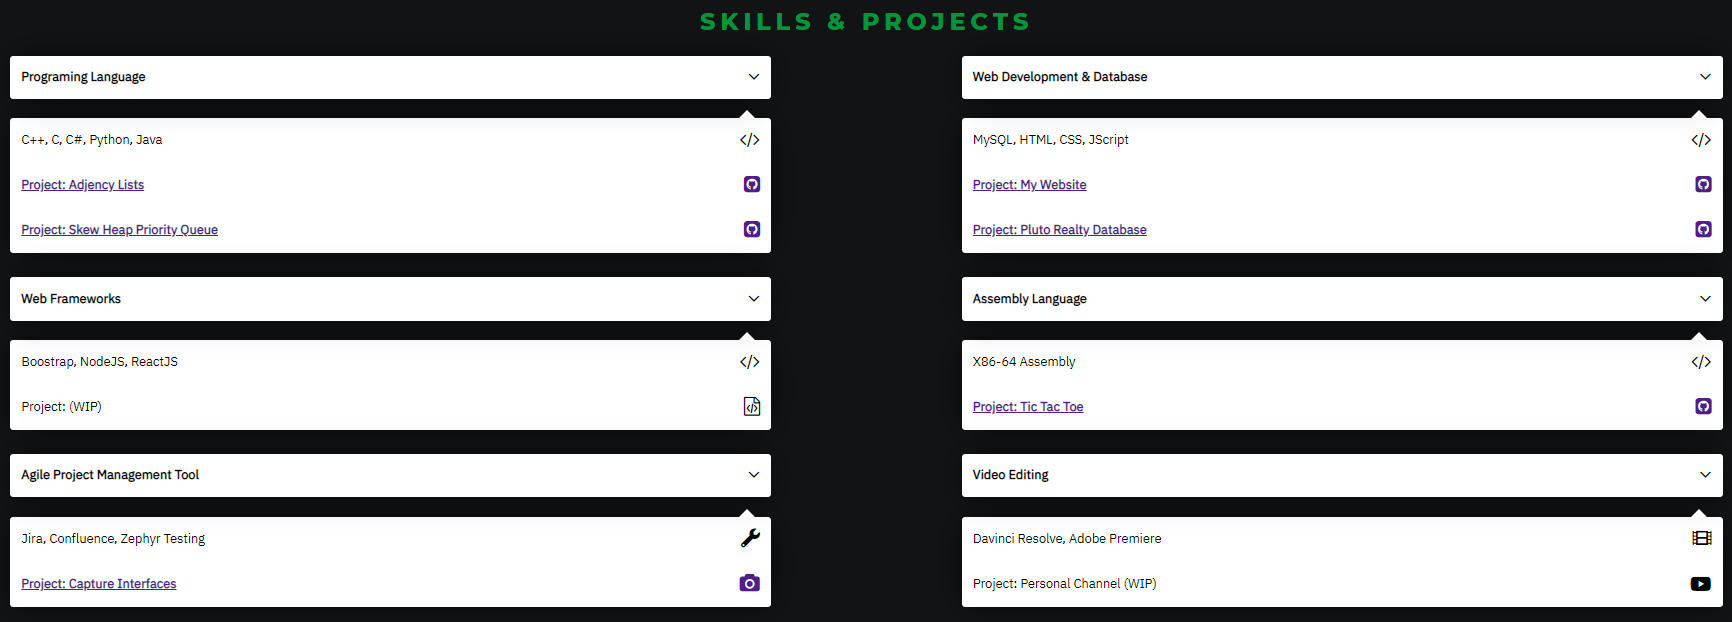 SKILLS & PROJECTS
Programing Language
C++, C, C#, Python, Java
Project: Adjency Lists
Project: Skew Heap Priority Queue
Web Development & Database
MySQL, HTML, CSS, JScript
Project: My Website
Project: Pluto Realty Database
Web Frameworks
Boostrap, NodeJS, ReactJS
Project: (WIP)
Assembly Language
X86-64 Assembly
Project: Tic Tac Toe
Agile Project Management Tool
Jira, Confluence, Zephyr Testing
Project: Capture Interfaces
Video Editing
Davinci Resolve, Adobe Premiere
Project: Personal Channel (WIP)